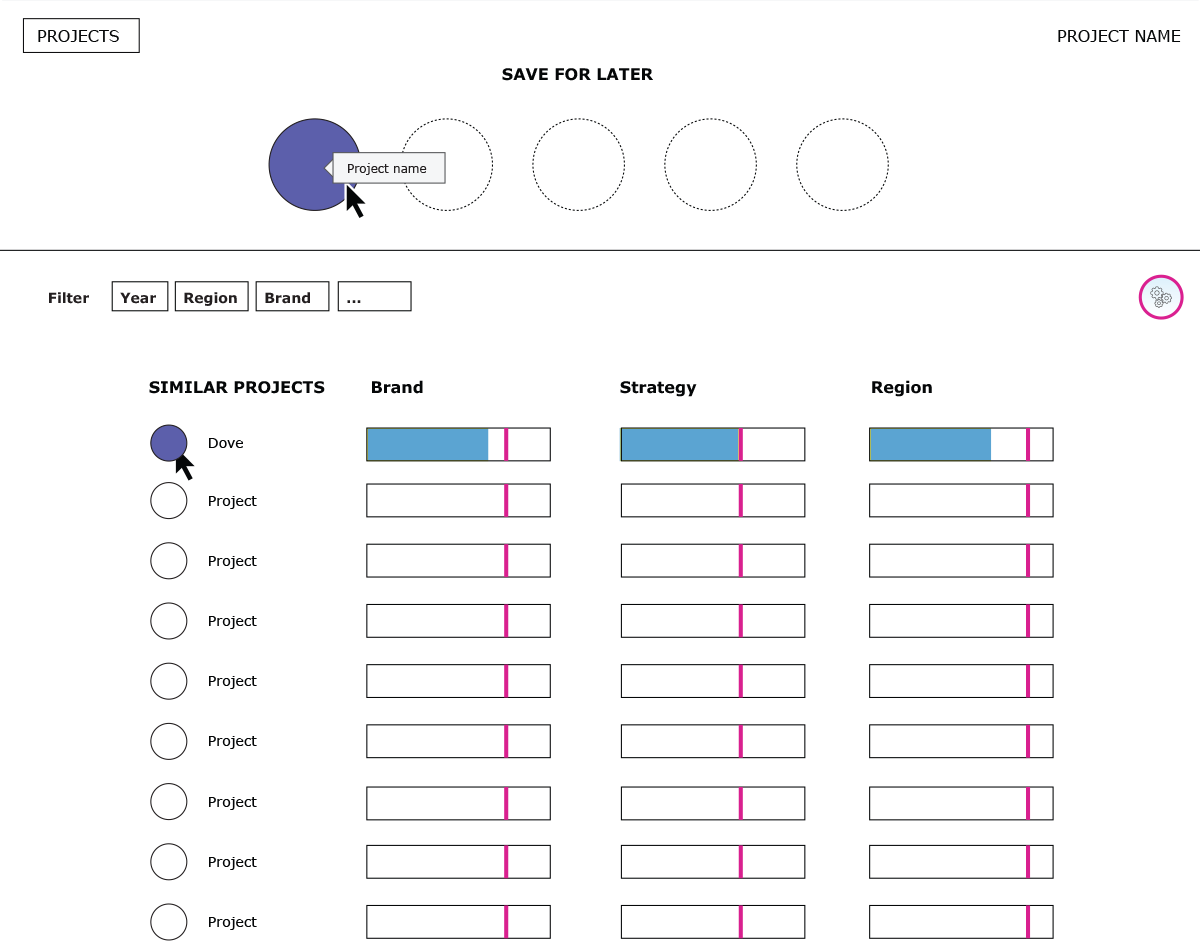 PROJECTS
PROJECT NAME
SAVE FOR LATER
Project name
Filter Year Region Brand ...
SIMILAR PROJECTS Brand Strategy Region
Dove
Project
Project
Project
Project
Project
Project
Project
Project